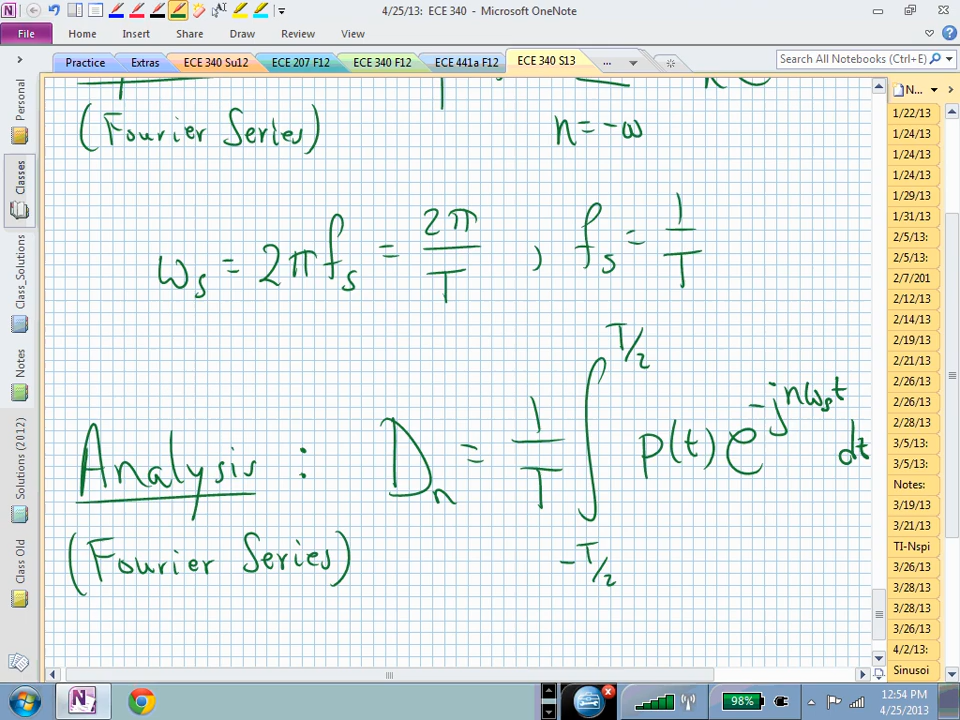 4/25/13: ECE 340 - Microsoft OneNote
File Home Insert Share Draw Review View
Practice Extras ECE 340 Su12 ECE 207 F12 ECE 340 F12 ECE 441a F12 ECE 340 S13 ... Search All Notebooks (Ctrl+E)
Personal
Classes
Class_Solutions
Notes
Solutions (2012)
Class Old
(Fourier Series) n=-∞
ω_s = 2πf_s = 2π/T , f_s = 1/T
Analysis : D_n = 1/T ∫_{-T/2}^{T/2} p(t) e^{-jnω_s t} dt
(Fourier Series)
N...
1/22/13
1/24/13
1/24/13
1/24/13
1/29/13
1/31/13
2/5/13:
2/5/13:
2/7/201
2/12/13
2/14/13
2/19/13
2/21/13
2/26/13
2/26/13
2/28/13
3/5/13:
3/5/13:
Notes:
3/19/13
3/21/13
TI-Nspi
3/26/13
3/28/13
3/28/13
3/26/13
4/2/13:
Sinusoi
98%
12:54 PM
4/25/2013